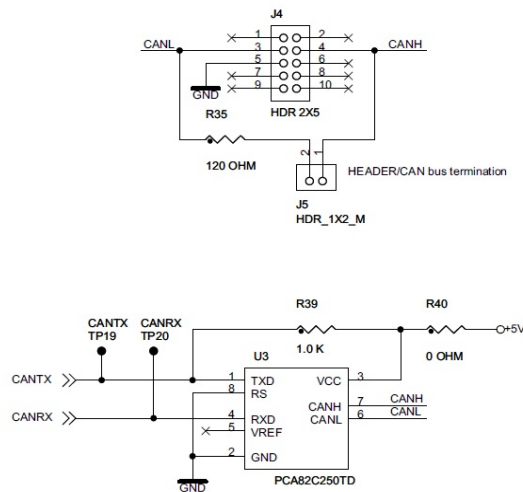 J4
1 2
CANL 3 4 CANH
5 6
7 8
9 10
GND
R35 HDR 2X5
120 OHM
2 1
HEADER/CAN bus termination
J5
HDR_1X2_M
CANTX CANRX
TP19 TP20
R39 R40
+5V
U3 1.0 K 0 OHM
CANTX 1 TXD VCC 3
8 RS
CANH 7 CANH
CANRX 4 RXD CANL 6 CANL
5 VREF
2 GND
GND PCA82C250TD